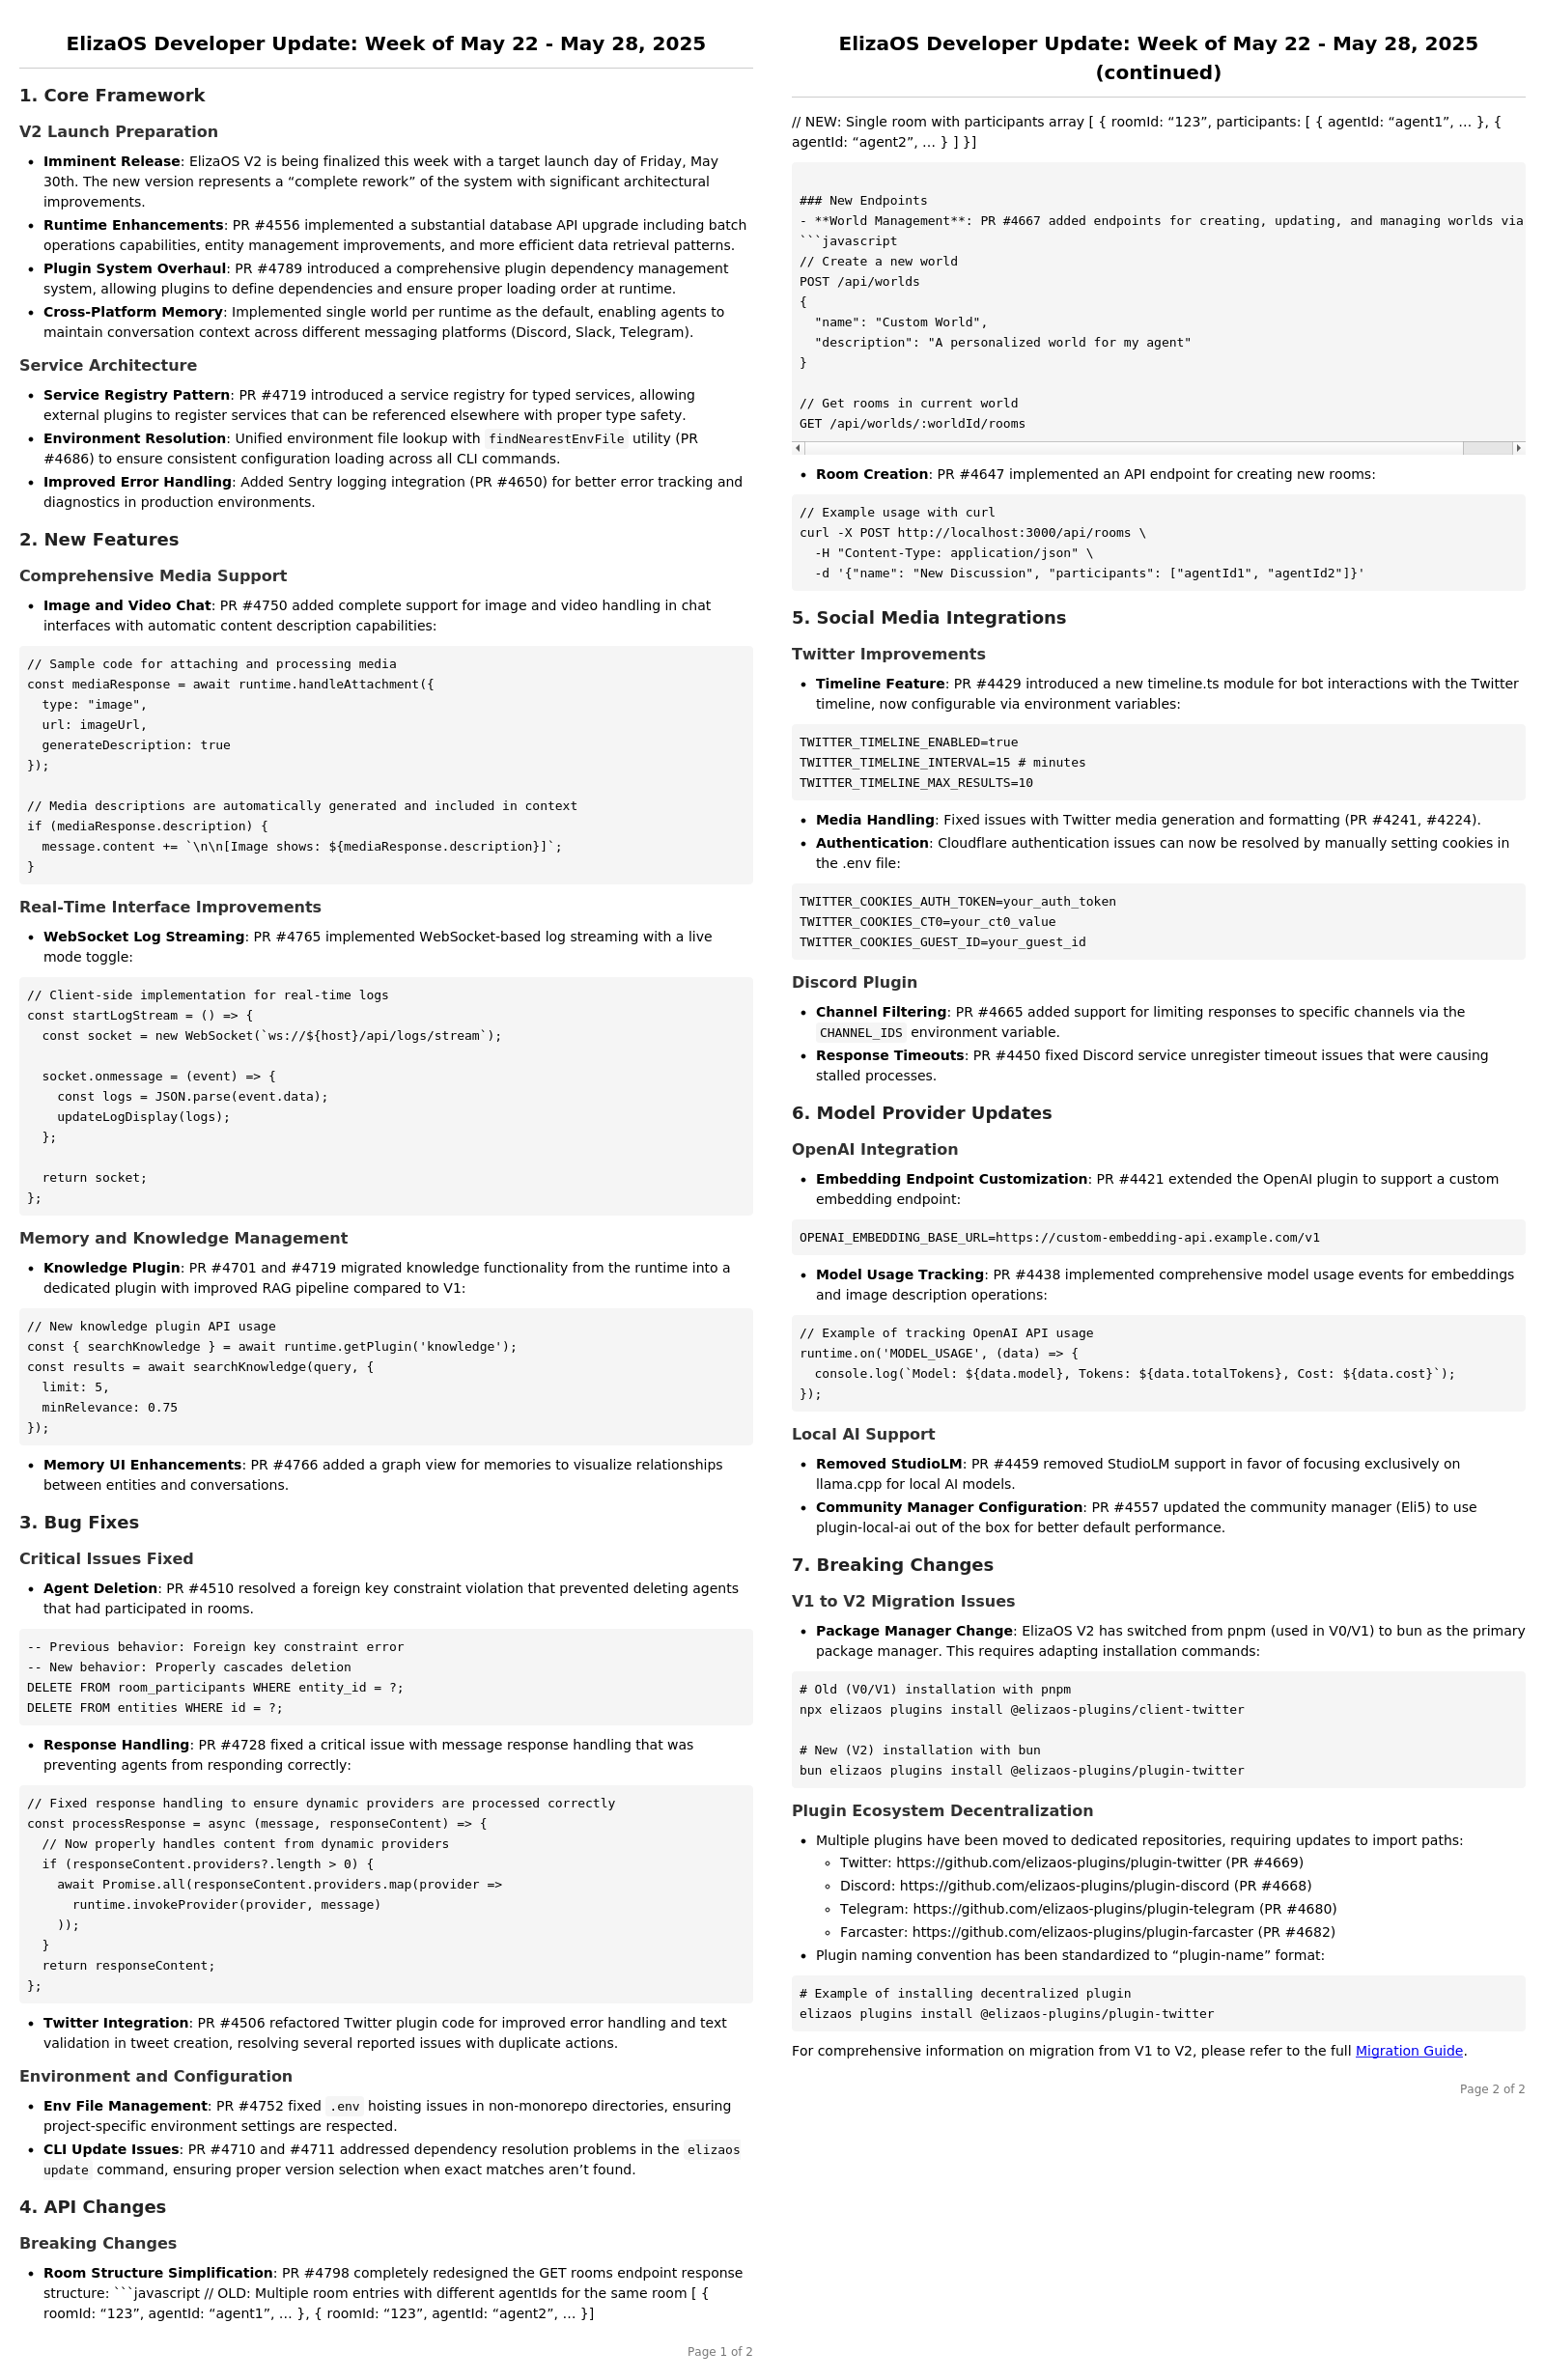 ElizaOS Developer Update: Week of May 22 - May 28, 2025
1. Core Framework
V2 Launch Preparation
• Imminent Release: ElizaOS V2 is being finalized this week with a target launch day of Friday, May
30th. The new version represents a “complete rework” of the system with significant architectural
improvements.
• Runtime Enhancements: PR #4556 implemented a substantial database API upgrade including batch
operations capabilities, entity management improvements, and more efficient data retrieval patterns.
• Plugin System Overhaul: PR #4789 introduced a comprehensive plugin dependency management
system, allowing plugins to define dependencies and ensure proper loading order at runtime.
• Cross-Platform Memory: Implemented single world per runtime as the default, enabling agents to
maintain conversation context across different messaging platforms (Discord, Slack, Telegram).
Service Architecture
• Service Registry Pattern: PR #4719 introduced a service registry for typed services, allowing
external plugins to register services that can be referenced elsewhere with proper type safety.
• Environment Resolution: Unified environment file lookup with findNearestEnvFile utility (PR
#4686) to ensure consistent configuration loading across all CLI commands.
• Improved Error Handling: Added Sentry logging integration (PR #4650) for better error tracking and
diagnostics in production environments.
2. New Features
Comprehensive Media Support
• Image and Video Chat: PR #4750 added complete support for image and video handling in chat
interfaces with automatic content description capabilities:
// Sample code for attaching and processing media
const mediaResponse = await runtime.handleAttachment({
  type: "image",
  url: imageUrl,
  generateDescription: true
});
// Media descriptions are automatically generated and included in context
if (mediaResponse.description) {
  message.content += `\n\n[Image shows: ${mediaResponse.description}]`;
}
Real-Time Interface Improvements
• WebSocket Log Streaming: PR #4765 implemented WebSocket-based log streaming with a live
mode toggle:
// Client-side implementation for real-time logs
const startLogStream = () => {
  const socket = new WebSocket(`ws://${host}/api/logs/stream`);
  socket.onmessage = (event) => {
    const logs = JSON.parse(event.data);
    updateLogDisplay(logs);
  };
  return socket;
};
Memory and Knowledge Management
• Knowledge Plugin: PR #4701 and #4719 migrated knowledge functionality from the runtime into a
dedicated plugin with improved RAG pipeline compared to V1:
// New knowledge plugin API usage
const { searchKnowledge } = await runtime.getPlugin('knowledge');
const results = await searchKnowledge(query, {
  limit: 5,
  minRelevance: 0.75
});
• Memory UI Enhancements: PR #4766 added a graph view for memories to visualize relationships
between entities and conversations.
3. Bug Fixes
Critical Issues Fixed
• Agent Deletion: PR #4510 resolved a foreign key constraint violation that prevented deleting agents
that had participated in rooms.
-- Previous behavior: Foreign key constraint error
-- New behavior: Properly cascades deletion
DELETE FROM room_participants WHERE entity_id = ?;
DELETE FROM entities WHERE id = ?;
• Response Handling: PR #4728 fixed a critical issue with message response handling that was
preventing agents from responding correctly:
// Fixed response handling to ensure dynamic providers are processed correctly
const processResponse = async (message, responseContent) => {
  // Now properly handles content from dynamic providers
  if (responseContent.providers?.length > 0) {
    await Promise.all(responseContent.providers.map(provider =>
      runtime.invokeProvider(provider, message)
    ));
  }
  return responseContent;
};
• Twitter Integration: PR #4506 refactored Twitter plugin code for improved error handling and text
validation in tweet creation, resolving several reported issues with duplicate actions.
Environment and Configuration
• Env File Management: PR #4752 fixed .env hoisting issues in non-monorepo directories, ensuring
project-specific environment settings are respected.
• CLI Update Issues: PR #4710 and #4711 addressed dependency resolution problems in the elizaos
update command, ensuring proper version selection when exact matches aren’t found.
4. API Changes
Breaking Changes
• Room Structure Simplification: PR #4798 completely redesigned the GET rooms endpoint response
structure: ```javascript // OLD: Multiple room entries with different agentIds for the same room [ {
roomId: “123”, agentId: “agent1”, … }, { roomId: “123”, agentId: “agent2”, … }]
Page 1 of 2
ElizaOS Developer Update: Week of May 22 - May 28, 2025
(continued)
// NEW: Single room with participants array [ { roomId: “123”, participants: [ { agentId: “agent1”, … }, {
agentId: “agent2”, … } ] }]
### New Endpoints
- **World Management**: PR #4667 added endpoints for creating, updating, and managing worlds via
```javascript
// Create a new world
POST /api/worlds
{
  "name": "Custom World",
  "description": "A personalized world for my agent"
}
// Get rooms in current world
GET /api/worlds/:worldId/rooms
• Room Creation: PR #4647 implemented an API endpoint for creating new rooms:
// Example usage with curl
curl -X POST http://localhost:3000/api/rooms \
  -H "Content-Type: application/json" \
  -d '{"name": "New Discussion", "participants": ["agentId1", "agentId2"]}'
5. Social Media Integrations
Twitter Improvements
• Timeline Feature: PR #4429 introduced a new timeline.ts module for bot interactions with the Twitter
timeline, now configurable via environment variables:
TWITTER_TIMELINE_ENABLED=true
TWITTER_TIMELINE_INTERVAL=15 # minutes
TWITTER_TIMELINE_MAX_RESULTS=10
• Media Handling: Fixed issues with Twitter media generation and formatting (PR #4241, #4224).
• Authentication: Cloudflare authentication issues can now be resolved by manually setting cookies in
the .env file:
TWITTER_COOKIES_AUTH_TOKEN=your_auth_token
TWITTER_COOKIES_CT0=your_ct0_value
TWITTER_COOKIES_GUEST_ID=your_guest_id
Discord Plugin
• Channel Filtering: PR #4665 added support for limiting responses to specific channels via the
CHANNEL_IDS environment variable.
• Response Timeouts: PR #4450 fixed Discord service unregister timeout issues that were causing
stalled processes.
6. Model Provider Updates
OpenAI Integration
• Embedding Endpoint Customization: PR #4421 extended the OpenAI plugin to support a custom
embedding endpoint:
OPENAI_EMBEDDING_BASE_URL=https://custom-embedding-api.example.com/v1
• Model Usage Tracking: PR #4438 implemented comprehensive model usage events for embeddings
and image description operations:
// Example of tracking OpenAI API usage
runtime.on('MODEL_USAGE', (data) => {
  console.log(`Model: ${data.model}, Tokens: ${data.totalTokens}, Cost: ${data.cost}`);
});
Local AI Support
• Removed StudioLM: PR #4459 removed StudioLM support in favor of focusing exclusively on
llama.cpp for local AI models.
• Community Manager Configuration: PR #4557 updated the community manager (Eli5) to use
plugin-local-ai out of the box for better default performance.
7. Breaking Changes
V1 to V2 Migration Issues
• Package Manager Change: ElizaOS V2 has switched from pnpm (used in V0/V1) to bun as the primary
package manager. This requires adapting installation commands:
# Old (V0/V1) installation with pnpm
npx elizaos plugins install @elizaos-plugins/client-twitter
# New (V2) installation with bun
bun elizaos plugins install @elizaos-plugins/plugin-twitter
Plugin Ecosystem Decentralization
• Multiple plugins have been moved to dedicated repositories, requiring updates to import paths:
◦ Twitter: https://github.com/elizaos-plugins/plugin-twitter (PR #4669)
◦ Discord: https://github.com/elizaos-plugins/plugin-discord (PR #4668)
◦ Telegram: https://github.com/elizaos-plugins/plugin-telegram (PR #4680)
◦ Farcaster: https://github.com/elizaos-plugins/plugin-farcaster (PR #4682)
• Plugin naming convention has been standardized to “plugin-name” format:
# Example of installing decentralized plugin
elizaos plugins install @elizaos-plugins/plugin-twitter
For comprehensive information on migration from V1 to V2, please refer to the full Migration Guide.
Page 2 of 2